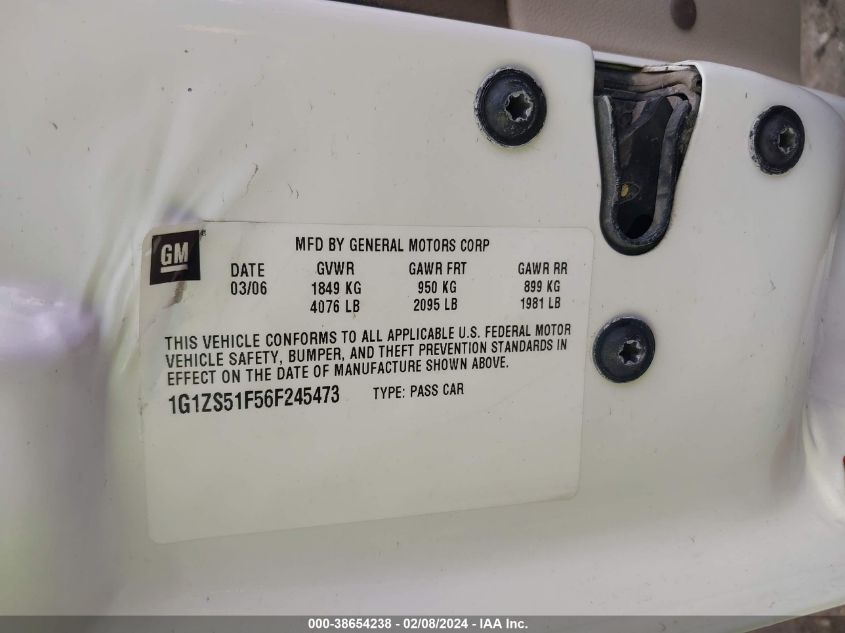 GM
MFD BY GENERAL MOTORS CORP
DATE GVWR GAWR FRT GAWR RR
03/06 1849 KG 950 KG 899 KG
4076 LB 2095 LB 1981 LB
THIS VEHICLE CONFORMS TO ALL APPLICABLE U.S. FEDERAL MOTOR
VEHICLE SAFETY, BUMPER, AND THEFT PREVENTION STANDARDS IN
EFFECT ON THE DATE OF MANUFACTURE SHOWN ABOVE.
1G1ZS51F56F245473 TYPE: PASS CAR
000-38654238 - 02/08/2024 - IAA Inc.